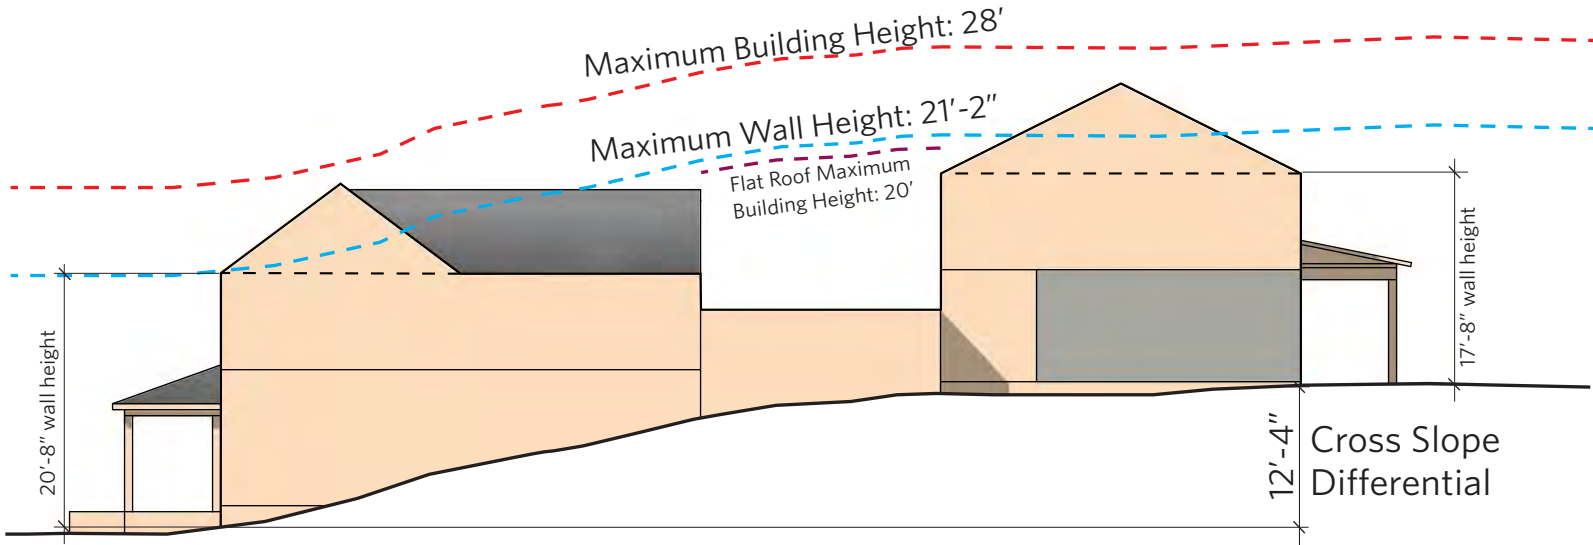 Maximum Building Height: 28′
Maximum Wall Height: 21′-2″
Flat Roof Maximum
Building Height: 20′
20′-8″ wall height
17′-8″ wall height
12′-4″
Cross Slope
Differential